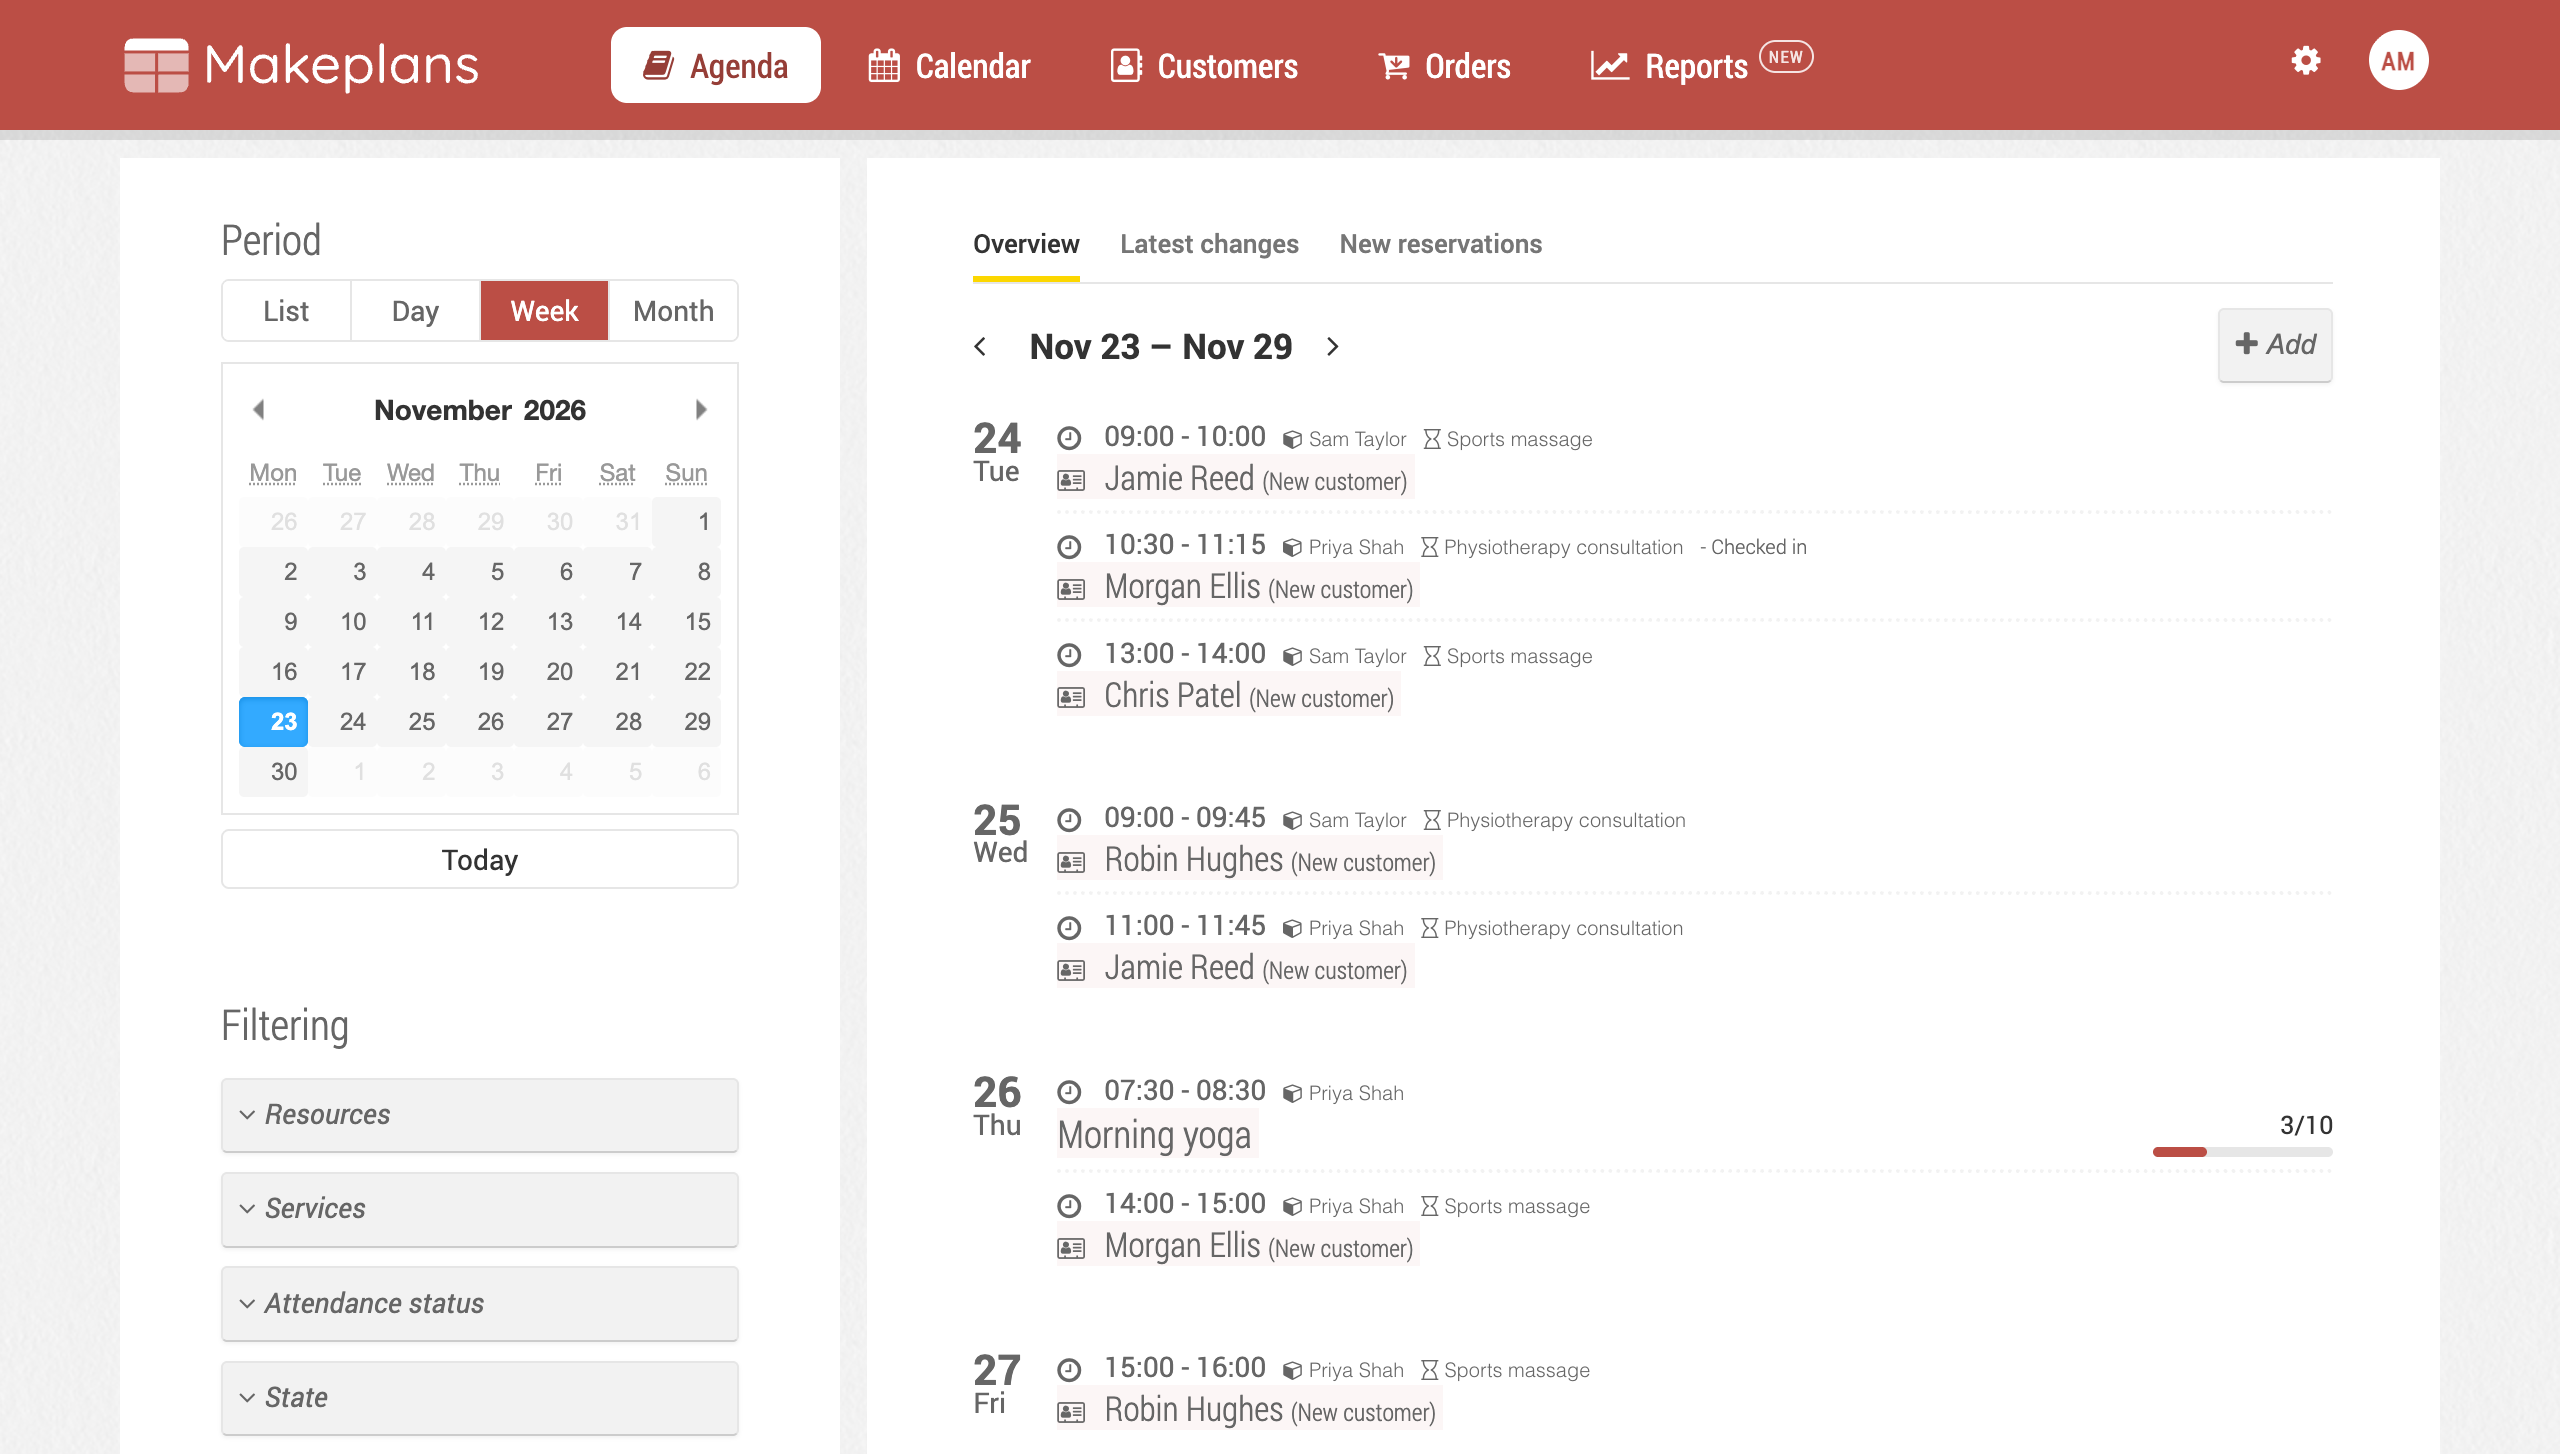 Makeplans
Agenda
Calendar
Customers
Orders
Reports NEW
AM
Period
List Day Week Month
November 2026
Mon Tue Wed Thu Fri Sat Sun
26 27 28 29 30 31 1
2 3 4 5 6 7 8
9 10 11 12 13 14 15
16 17 18 19 20 21 22
23 24 25 26 27 28 29
30 1 2 3 4 5 6
Today
Filtering
Resources
Services
Attendance status
State
Overview Latest changes New reservations
Nov 23 – Nov 29
+ Add
24 Tue
09:00 - 10:00 Sam Taylor Sports massage
Jamie Reed (New customer)
10:30 - 11:15 Priya Shah Physiotherapy consultation - Checked in
Morgan Ellis (New customer)
13:00 - 14:00 Sam Taylor Sports massage
Chris Patel (New customer)
25 Wed
09:00 - 09:45 Sam Taylor Physiotherapy consultation
Robin Hughes (New customer)
11:00 - 11:45 Priya Shah Physiotherapy consultation
Jamie Reed (New customer)
26 Thu
07:30 - 08:30 Priya Shah
Morning yoga
3/10
14:00 - 15:00 Priya Shah Sports massage
Morgan Ellis (New customer)
27 Fri
15:00 - 16:00 Priya Shah Sports massage
Robin Hughes (New customer)